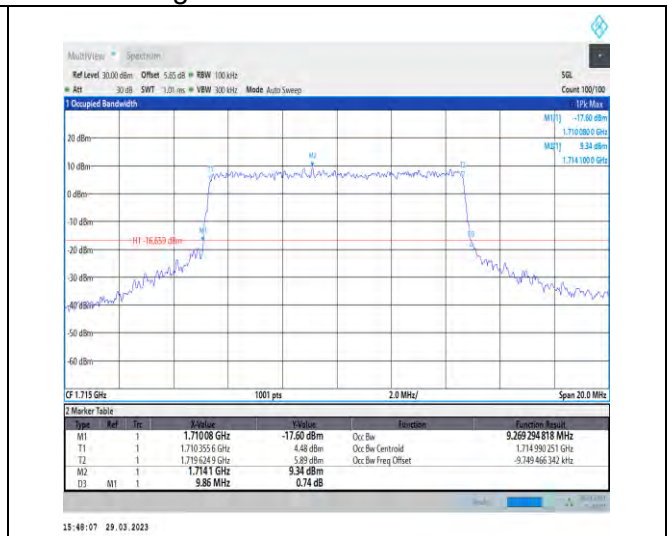 MultiView Spectrum
Ref Level 30.00 dBm Offset 5.85 dB RBW 100 kHz SGL
Att 30 dB SWT 1.01 ms VBW 300 kHz Mode Auto Sweep Count 100/100
1 Occupied Bandwidth 1Pk Max
M1[1] -17.60 dBm
1.710 080 0 GHz
M2[1] 9.34 dBm
1.714 100 0 GHz
20 dBm
M2
10 dBm
T1
T2
0 dBm
-10 dBm
M1
D3
H1 -16.659 dBm
-20 dBm
-30 dBm
-40 dBm
-50 dBm
-60 dBm
CF 1.715 GHz 1001 pts 2.0 MHz/ Span 20.0 MHz
2 Marker Table
Type Ref Trc X-Value Y-Value Function Function Result
M1 1 1.71008 GHz -17.60 dBm Occ Bw 9.269 294 818 MHz
T1 1 1.710 355 6 GHz 4.48 dBm Occ Bw Centroid 1.714 990 251 GHz
T2 1 1.719 624 9 GHz 5.89 dBm Occ Bw Freq Offset -9.749 466 342 kHz
M2 1 1.7141 GHz 9.34 dBm
D3 M1 1 9.86 MHz 0.74 dB
15:48:07 29.03.2023